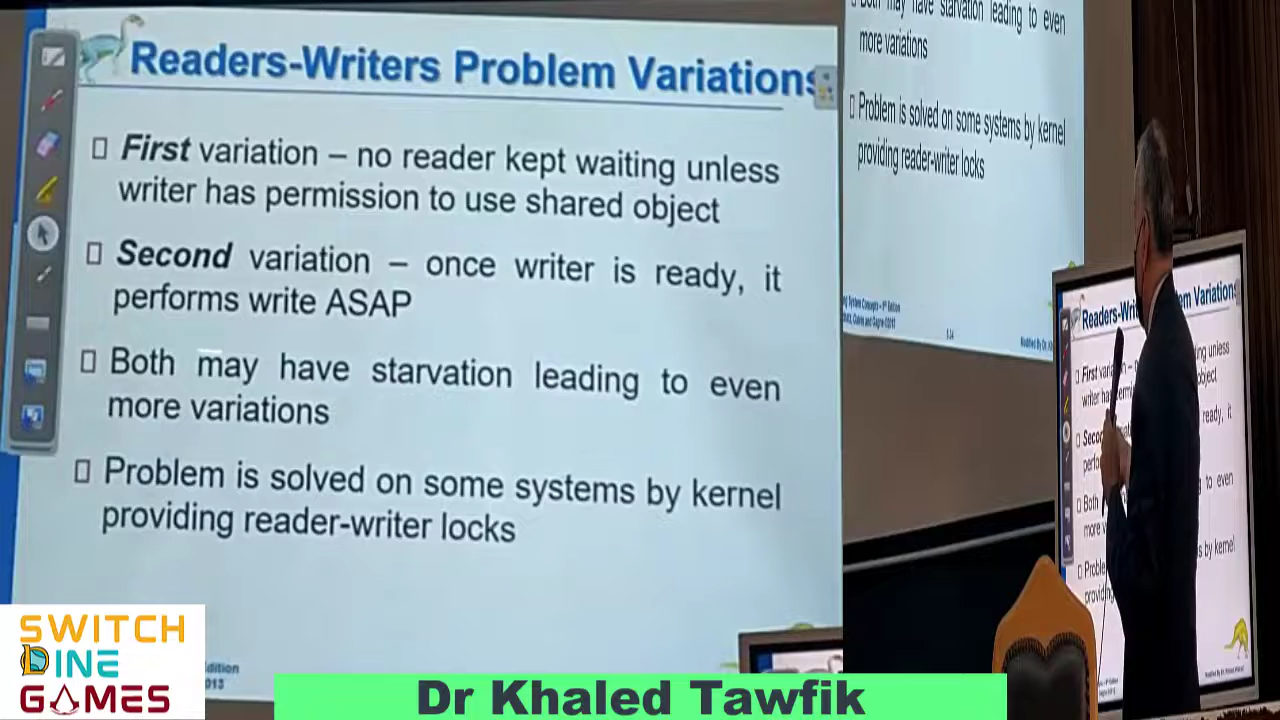 Readers-Writers Problem Variations
First variation – no reader kept waiting unless
writer has permission to use shared object
Second variation – once writer is ready, it
performs write ASAP
Both may have starvation leading to even
more variations
Problem is solved on some systems by kernel
providing reader-writer locks
Both may have starvation leading to even
more variations
Problem is solved on some systems by kernel
providing reader-writer locks
SWITCH
DINE
GAMES
Dr Khaled Tawfik